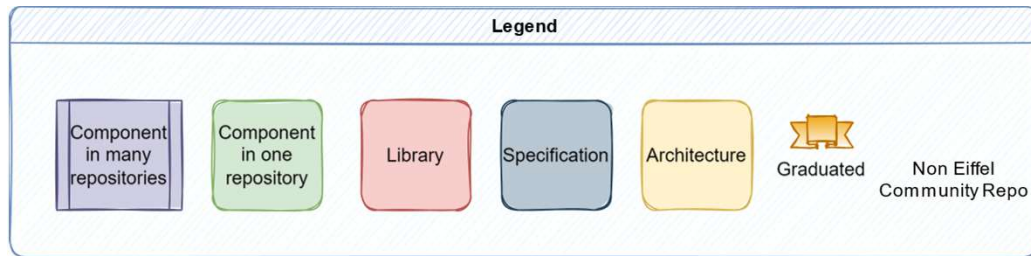 Legend
Component
in many
repositories
Component
in one
repository
Library
Specification
Architecture
Graduated
Non Eiffel
Community Repo